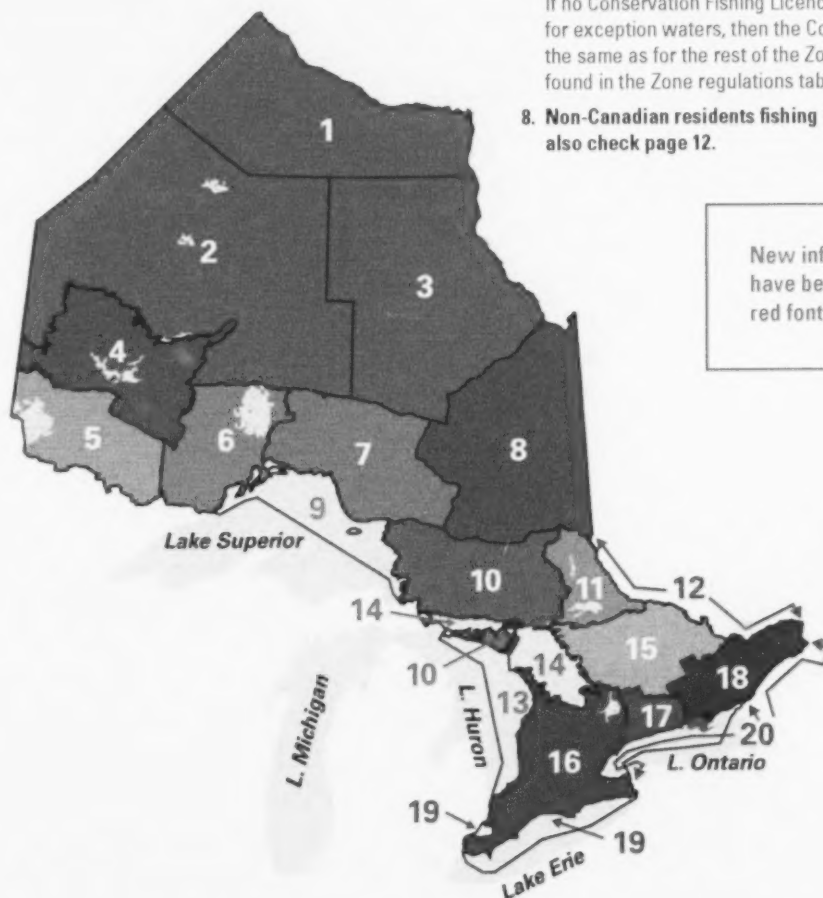 If no Conservation Fishing Licenc
for exception waters, then the Co
the same as for the rest of the Zo
found in the Zone regulations tab
8. Non-Canadian residents fishing
also check page 12.
New inf
have be
red font
1
2
3
4
5
6
7
8
9
Lake Superior
10
11
12
14
10
14
15
18
13
17
L. Michigan
L. Huron
16
20
L. Ontario
19
19
Lake Erie